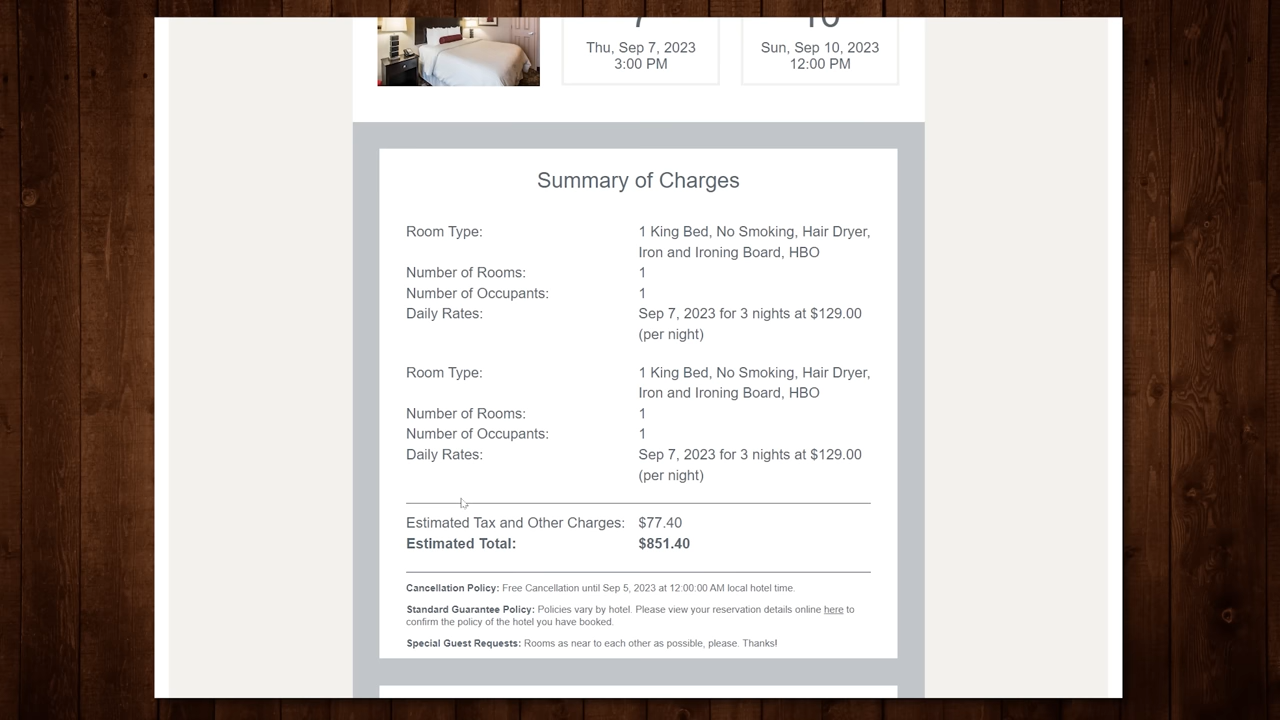 7
10
Thu, Sep 7, 2023
3:00 PM
Sun, Sep 10, 2023
12:00 PM
Summary of Charges
Room Type: 1 King Bed, No Smoking, Hair Dryer,
Iron and Ironing Board, HBO
Number of Rooms: 1
Number of Occupants: 1
Daily Rates: Sep 7, 2023 for 3 nights at $129.00
(per night)
Room Type: 1 King Bed, No Smoking, Hair Dryer,
Iron and Ironing Board, HBO
Number of Rooms: 1
Number of Occupants: 1
Daily Rates: Sep 7, 2023 for 3 nights at $129.00
(per night)
Estimated Tax and Other Charges: $77.40
Estimated Total: $851.40
Cancellation Policy: Free Cancellation until Sep 5, 2023 at 12:00:00 AM local hotel time.
Standard Guarantee Policy: Policies vary by hotel. Please view your reservation details online here to
confirm the policy of the hotel you have booked.
Special Guest Requests: Rooms as near to each other as possible, please. Thanks!